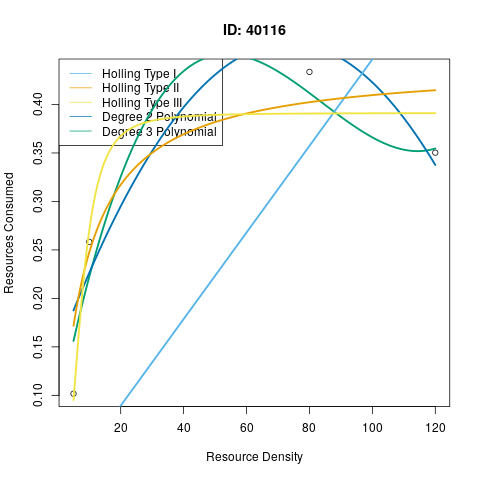 ID: 40116
Holling Type I
Holling Type II
Holling Type III
Degree 2 Polynomial
Degree 3 Polynomial
Resources Consumed
0.40
0.35
0.30
0.25
0.20
0.15
0.10
20 40 60 80 100 120
Resource Density